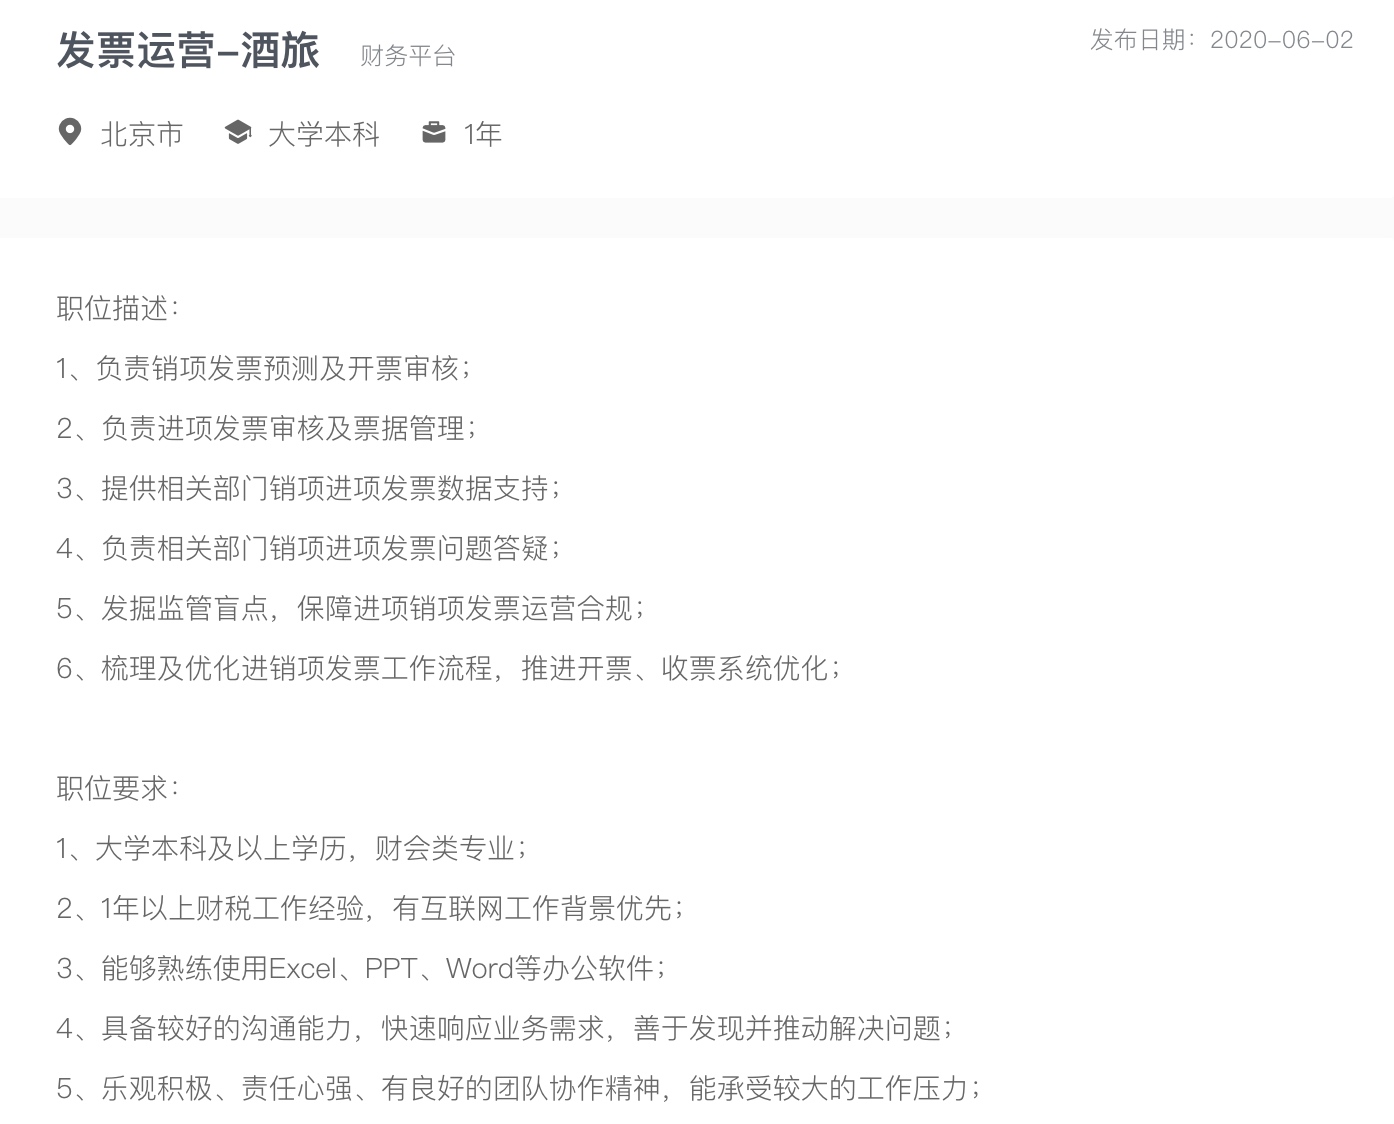 发票运营-酒旅 财务平台 发布日期：2020-06-02
北京市 大学本科 1年
职位描述：
1、负责销项发票预测及开票审核；
2、负责进项发票审核及票据管理；
3、提供相关部门销项进项发票数据支持；
4、负责相关部门销项进项发票问题答疑；
5、发掘监管盲点，保障进项销项发票运营合规；
6、梳理及优化进销项发票工作流程，推进开票、收票系统优化；
职位要求：
1、大学本科及以上学历，财会类专业；
2、1年以上财税工作经验，有互联网工作背景优先；
3、能够熟练使用Excel、PPT、Word等办公软件；
4、具备较好的沟通能力，快速响应业务需求，善于发现并推动解决问题；
5、乐观积极、责任心强、有良好的团队协作精神，能承受较大的工作压力；